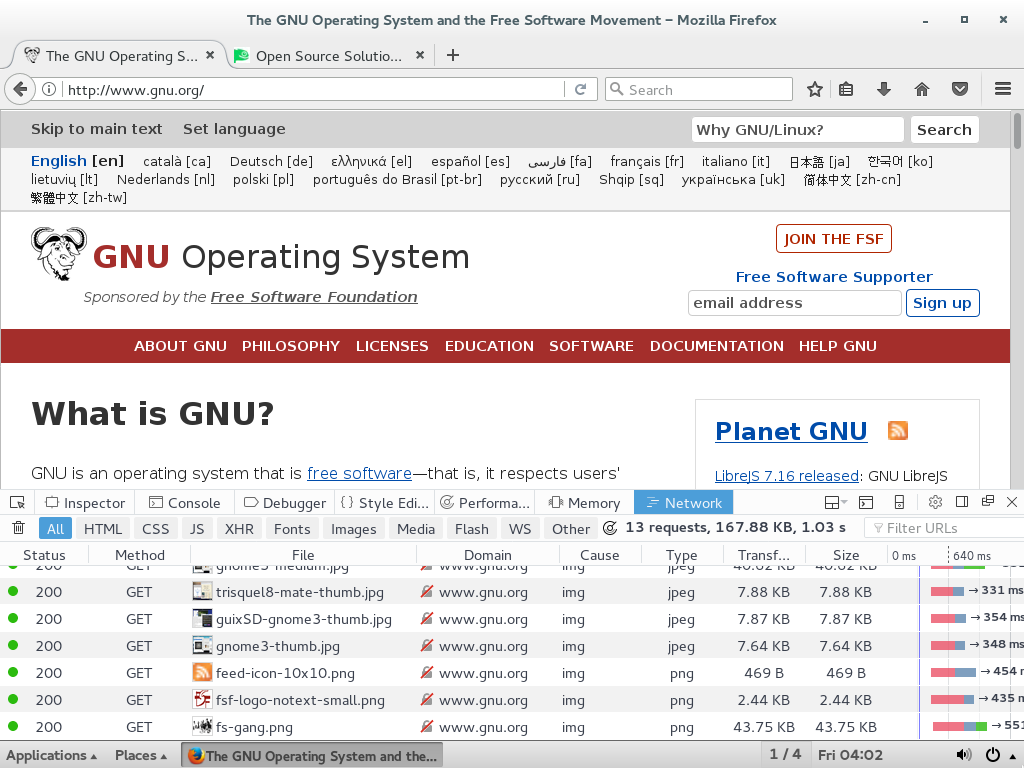 The GNU Operating System and the Free Software Movement – Mozilla Firefox
The GNU Operating S... Open Source Solutio...
http://www.gnu.org/ Search
Skip to main text Set language Why GNU/Linux? Search
English [en] català [ca] Deutsch [de] ελληνικά [el] español [es] فارسی [fa] français [fr] italiano [it] 日本語 [ja] 한국어 [ko]
lietuvių [lt] Nederlands [nl] polski [pl] português do Brasil [pt-br] русский [ru] Shqip [sq] українська [uk] 简体中文 [zh-cn]
繁體中文 [zh-tw]
GNU Operating System
Sponsored by the Free Software Foundation
JOIN THE FSF
Free Software Supporter
email address Sign up
ABOUT GNU PHILOSOPHY LICENSES EDUCATION SOFTWARE DOCUMENTATION HELP GNU
What is GNU?
GNU is an operating system that is free software—that is, it respects users'
Planet GNU
LibreJS 7.16 released: GNU LibreJS
Inspector Console Debugger Style Edi... Performa... Memory Network
All HTML CSS JS XHR Fonts Images Media Flash WS Other 13 requests, 167.88 KB, 1.03 s Filter URLs
Status Method File Domain Cause Type Transf... Size 0 ms 640 ms
200 GET gnome3-medium.jpg www.gnu.org img jpeg 40.62 KB 40.62 KB
200 GET trisquel8-mate-thumb.jpg www.gnu.org img jpeg 7.88 KB 7.88 KB → 331 ms
200 GET guixSD-gnome3-thumb.jpg www.gnu.org img jpeg 7.87 KB 7.87 KB → 354 ms
200 GET gnome3-thumb.jpg www.gnu.org img jpeg 7.64 KB 7.64 KB → 348 ms
200 GET feed-icon-10x10.png www.gnu.org img png 469 B 469 B → 454 m
200 GET fsf-logo-notext-small.png www.gnu.org img png 2.44 KB 2.44 KB → 435 m
200 GET fs-gang.png www.gnu.org img png 43.75 KB 43.75 KB → 551
Applications Places The GNU Operating System and the... 1 / 4 Fri 04:02